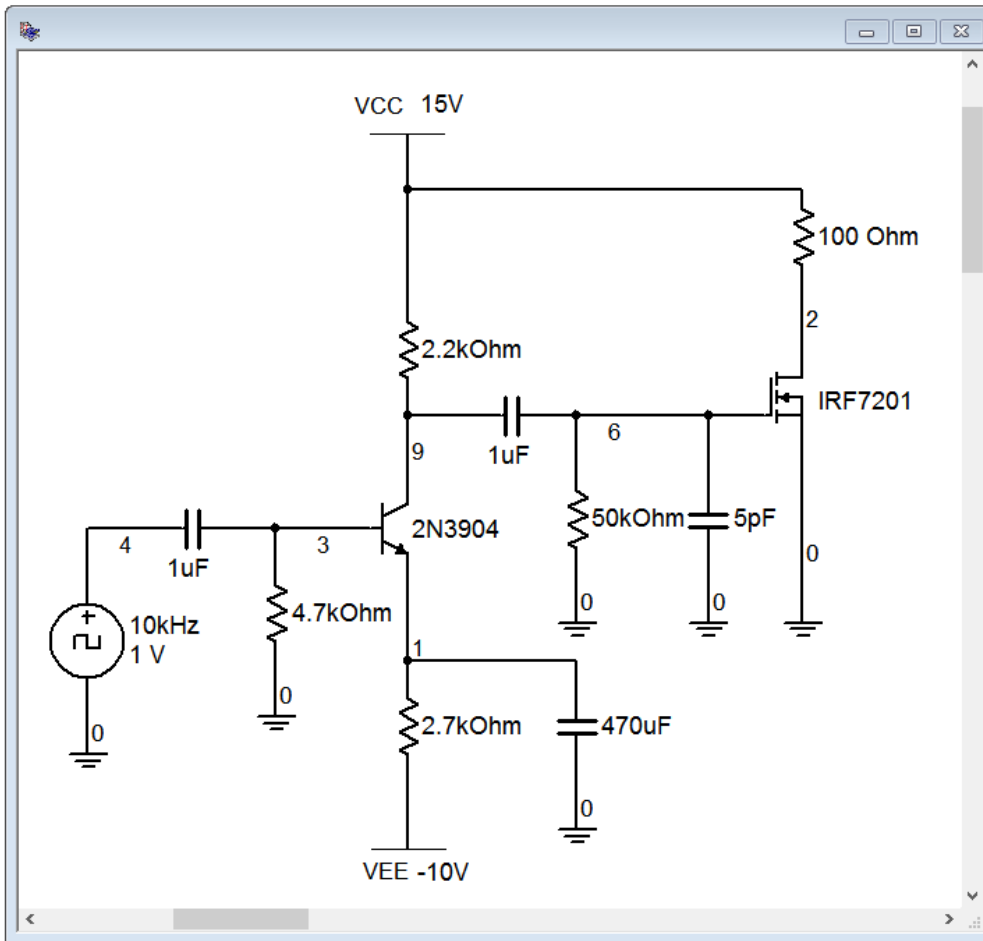 VCC 15V
100 Ohm
2
2.2kOhm
IRF7201
9
1uF
6
2N3904
50kOhm
5pF
4
1uF
3
0
4.7kOhm
10kHz
1 V
0
0
1
0
0
2.7kOhm
470uF
0
0
VEE -10V